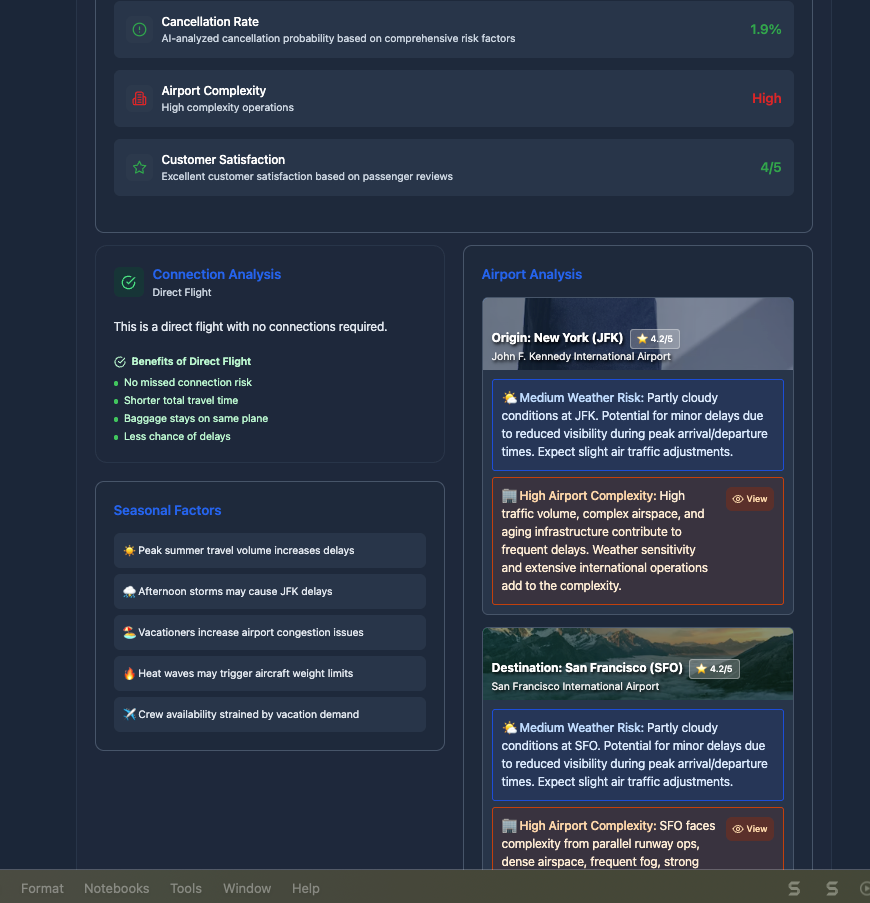 Cancellation Rate
AI-analyzed cancellation probability based on comprehensive risk factors
1.9%
Airport Complexity
High complexity operations
High
Customer Satisfaction
Excellent customer satisfaction based on passenger reviews
4/5
Connection Analysis
Direct Flight
This is a direct flight with no connections required.
Benefits of Direct Flight
No missed connection risk
Shorter total travel time
Baggage stays on same plane
Less chance of delays
Seasonal Factors
Peak summer travel volume increases delays
Afternoon storms may cause JFK delays
Vacationers increase airport congestion issues
Heat waves may trigger aircraft weight limits
Crew availability strained by vacation demand
Airport Analysis
Origin: New York (JFK)
4.2/5
John F. Kennedy International Airport
Medium Weather Risk: Partly cloudy
conditions at JFK. Potential for minor delays due
to reduced visibility during peak arrival/departure
times. Expect slight air traffic adjustments.
High Airport Complexity: High
traffic volume, complex airspace, and
aging infrastructure contribute to
frequent delays. Weather sensitivity
and extensive international operations
add to the complexity.
View
Destination: San Francisco (SFO)
4.2/5
San Francisco International Airport
Medium Weather Risk: Partly cloudy
conditions at SFO. Potential for minor delays due
to reduced visibility during peak arrival/departure
times. Expect slight air traffic adjustments.
High Airport Complexity: SFO faces
complexity from parallel runway ops,
dense airspace, frequent fog, strong
View
Format Notebooks Tools Window Help